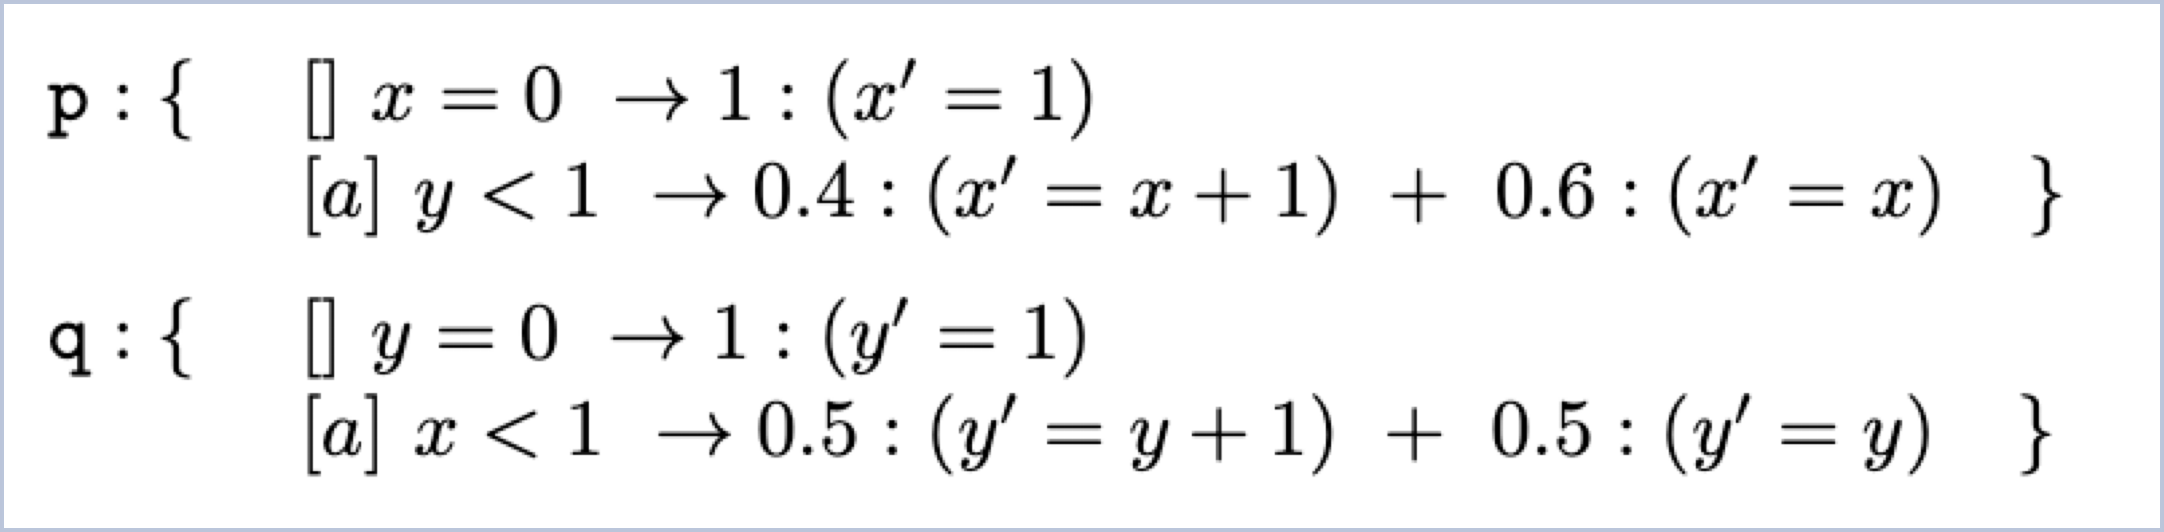 p : {   [] x = 0 → 1 : (x′ = 1)
[a] y < 1 → 0.4 : (x′ = x + 1) + 0.6 : (x′ = x) }
q : {   [] y = 0 → 1 : (y′ = 1)
[a] x < 1 → 0.5 : (y′ = y + 1) + 0.5 : (y′ = y) }